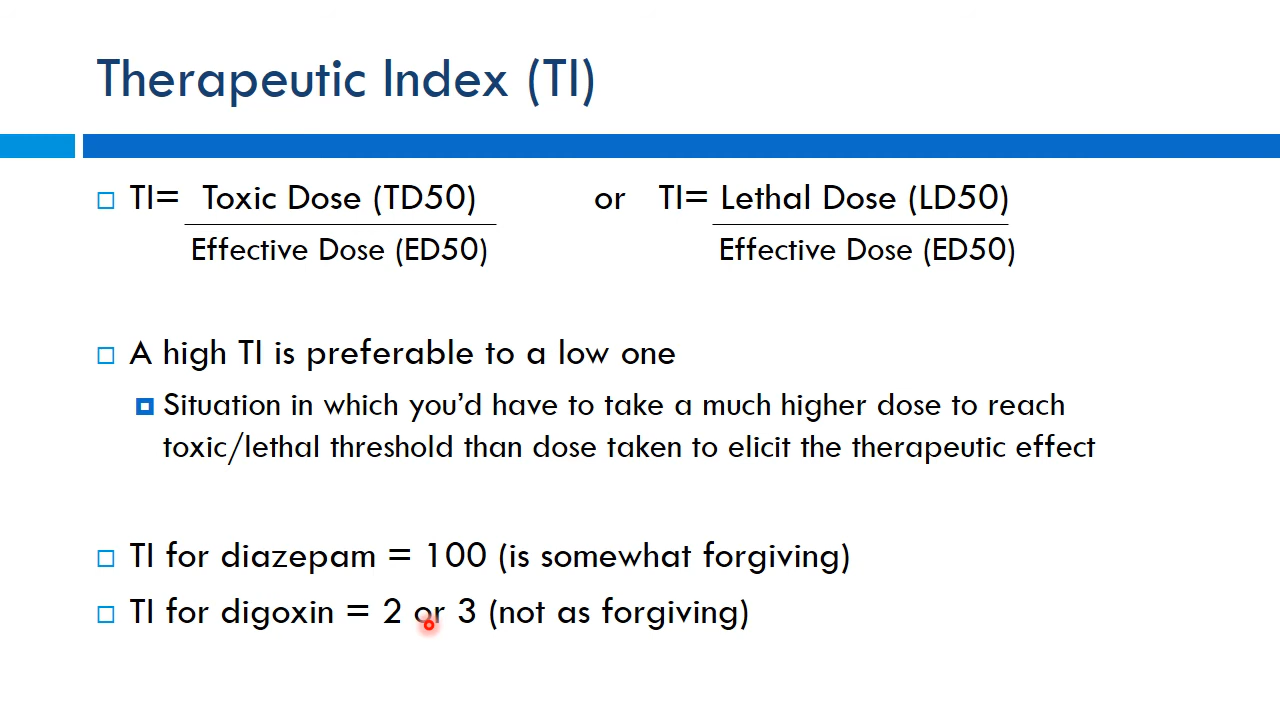 Therapeutic Index (TI)
TI= Toxic Dose (TD50) or TI= Lethal Dose (LD50)
Effective Dose (ED50) Effective Dose (ED50)
A high TI is preferable to a low one
Situation in which you’d have to take a much higher dose to reach
toxic/lethal threshold than dose taken to elicit the therapeutic effect
TI for diazepam = 100 (is somewhat forgiving)
TI for digoxin = 2 or 3 (not as forgiving)